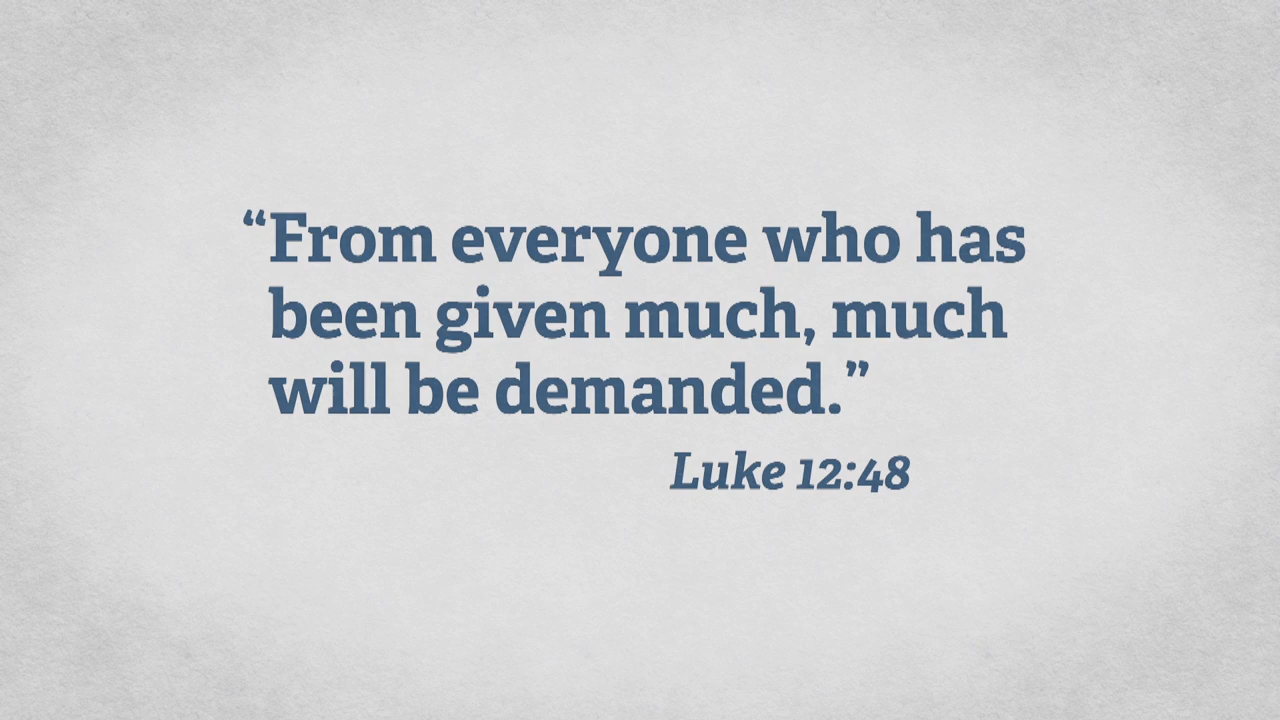 “From everyone who has
been given much, much
will be demanded.”
Luke 12:48